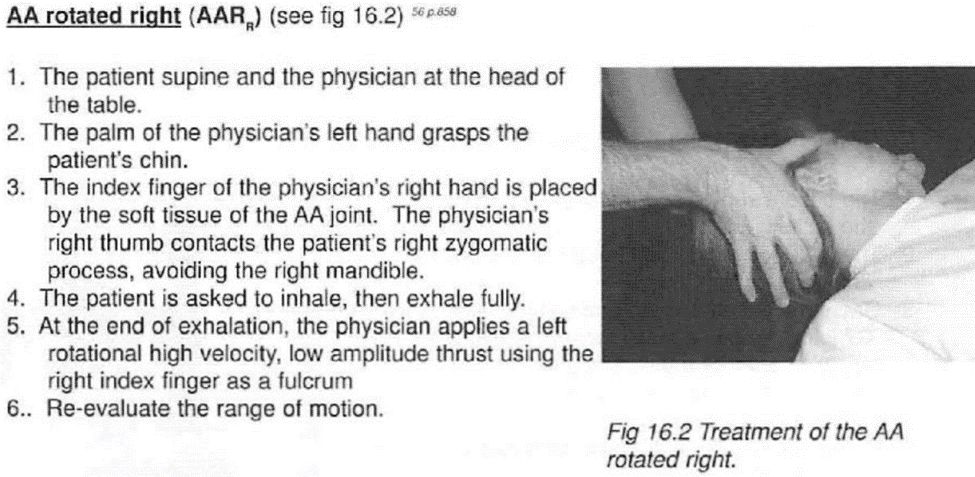 AA rotated right (AARR) (see fig 16.2) 56 p.858
1. The patient supine and the physician at the head of
the table.
2. The palm of the physician's left hand grasps the
patient's chin.
3. The index finger of the physician's right hand is placed
by the soft tissue of the AA joint. The physician's
right thumb contacts the patient's right zygomatic
process, avoiding the right mandible.
4. The patient is asked to inhale, then exhale fully.
5. At the end of exhalation, the physician applies a left
rotational high velocity, low amplitude thrust using the
right index finger as a fulcrum
6.. Re-evaluate the range of motion.
Fig 16.2 Treatment of the AA
rotated right.